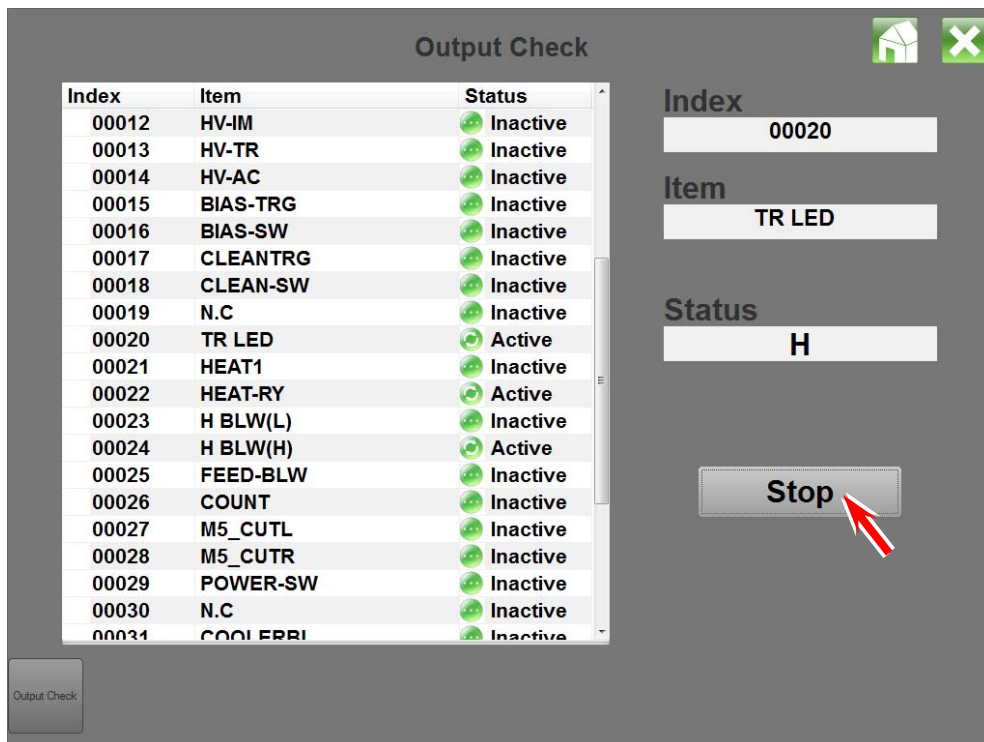 Output Check
Index Item Status
00012 HV-IM Inactive
00013 HV-TR Inactive
00014 HV-AC Inactive
00015 BIAS-TRG Inactive
00016 BIAS-SW Inactive
00017 CLEANTRG Inactive
00018 CLEAN-SW Inactive
00019 N.C Inactive
00020 TR LED Active
00021 HEAT1 Inactive
00022 HEAT-RY Active
00023 H BLW(L) Inactive
00024 H BLW(H) Active
00025 FEED-BLW Inactive
00026 COUNT Inactive
00027 M5_CUTL Inactive
00028 M5_CUTR Inactive
00029 POWER-SW Inactive
00030 N.C Inactive
00031 COOLERBL Inactive
Index
00020
Item
TR LED
Status
H
Stop
Output Check